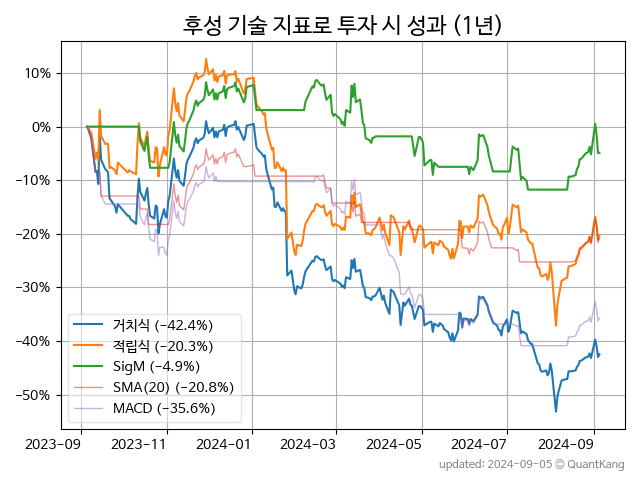 후성 기술 지표로 투자 시 성과 (1년)
10%
0%
−10%
−20%
−30%
−40%
−50%
거치식 (−42.4%)
적립식 (−20.3%)
SigM (−4.9%)
SMA(20) (−20.8%)
MACD (−35.6%)
2023-09
2023-11
2024-01
2024-03
2024-05
2024-07
2024-09
updated: 2024-09-05 © QuantKang